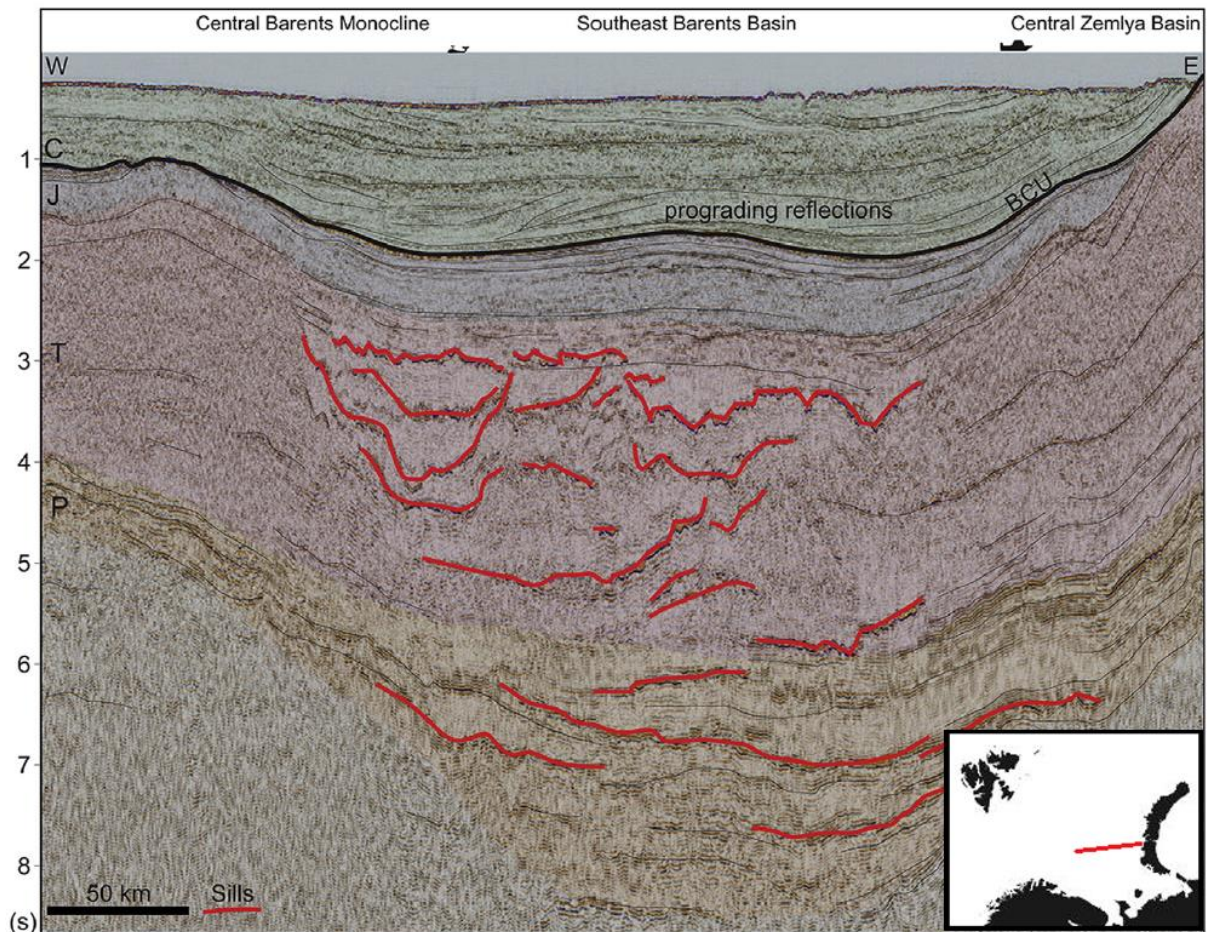 Central Barents Monocline Southeast Barents Basin Central Zemlya Basin
W E
C
1
J
BCU
prograding reflections
2
3
T
4
P
5
6
7
8
50 km Sills
(s)